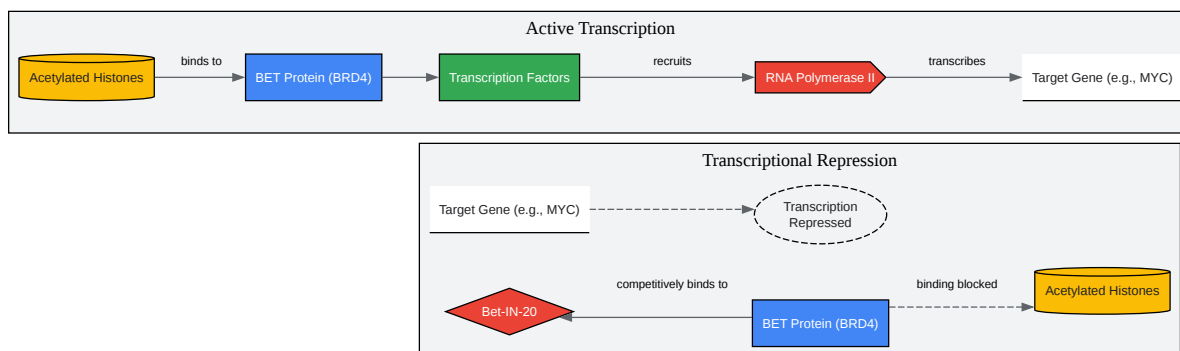 Active Transcription
Acetylated Histones
binds to
BET Protein (BRD4)
Transcription Factors
recruits
RNA Polymerase II
transcribes
Target Gene (e.g., MYC)
Transcriptional Repression
Target Gene (e.g., MYC)
Transcription
Repressed
Bet-IN-20
competitively binds to
BET Protein (BRD4)
binding blocked
Acetylated Histones